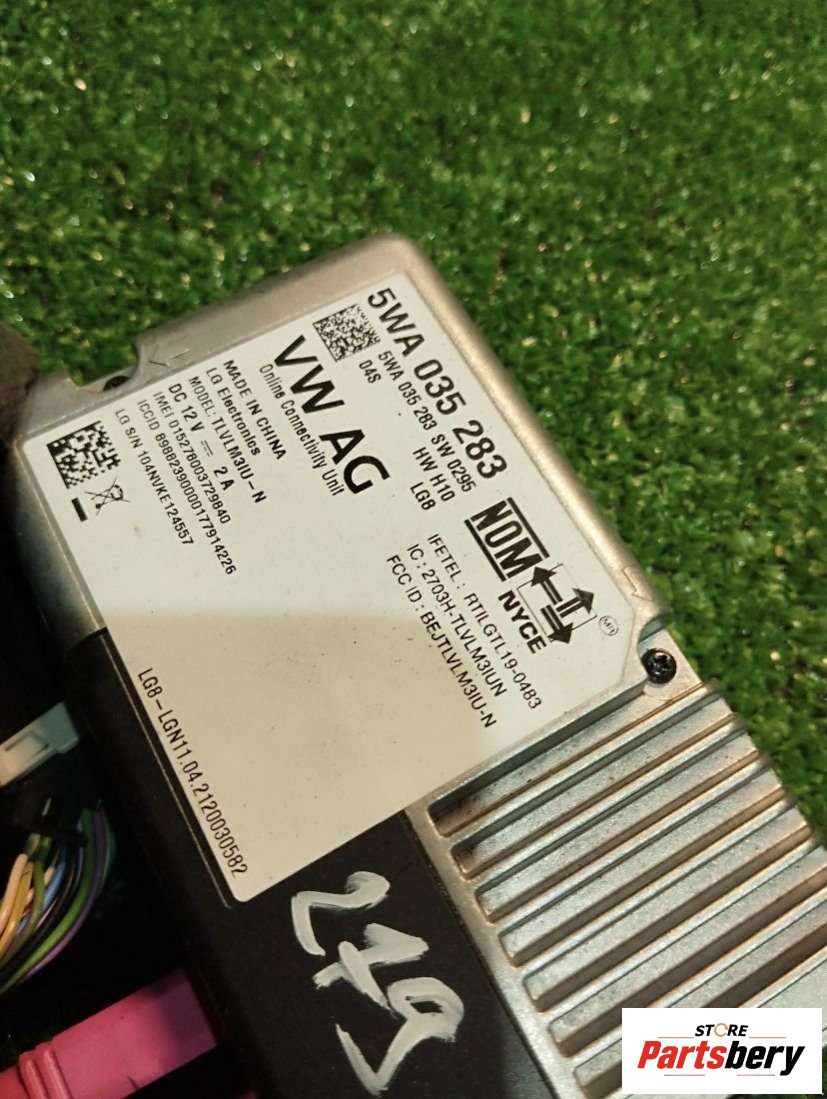 5WA 035 283
5WA 035 283 SW 0295
04S HW H10
LG8
VW AG
Online Connectivity Unit
MADE IN CHINA
LG Electronics
MODEL: TLVLM3IU-N
DC 12 V ⎓ 2 A
IMEI 015278003729840
ICCID 89882390000177914226
LG S/N 104NVKE124557
NOM
NYCE
IFETEL : RTILGTL19-0483
IC : 2703H-TLVLM3IUN
FCC ID : BEJTLVLM3IU-N
LG8-LGN11.04.2120030582
279
STORE
Partsbery